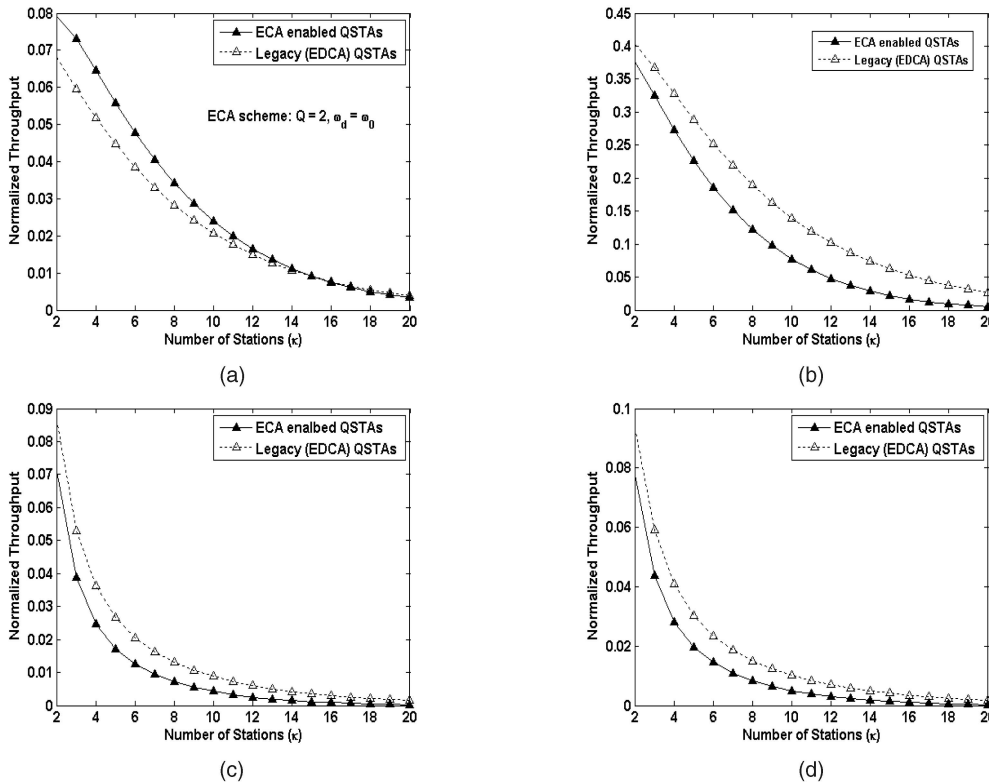 0.08
0.07
0.06
0.05
0.04
0.03
0.02
0.01
0
Normalized Throughput
ECA enabled QSTAs
Legacy (EDCA) QSTAs
ECA scheme: Q = 2, ω_d = ω_0
2 4 6 8 10 12 14 16 18 20
Number of Stations (κ)
(a)
0.45
0.4
0.35
0.3
0.25
0.2
0.15
0.1
0.05
0
Normalized Throughput
ECA enabled QSTAs
Legacy (EDCA) QSTAs
2 4 6 8 10 12 14 16 18 20
Number of Stations (κ)
(b)
0.09
0.08
0.07
0.06
0.05
0.04
0.03
0.02
0.01
0
Normalized Throughput
ECA enalbed QSTAs
Legacy (EDCA) QSTAs
2 4 6 8 10 12 14 16 18 20
Number of Stations (κ)
(c)
0.1
0.08
0.06
0.04
0.02
0
Normalized Throughput
ECA enabled QSTAs
Legacy (EDCA) QSTAs
2 4 6 8 10 12 14 16 18 20
Number of Stations (κ)
(d)